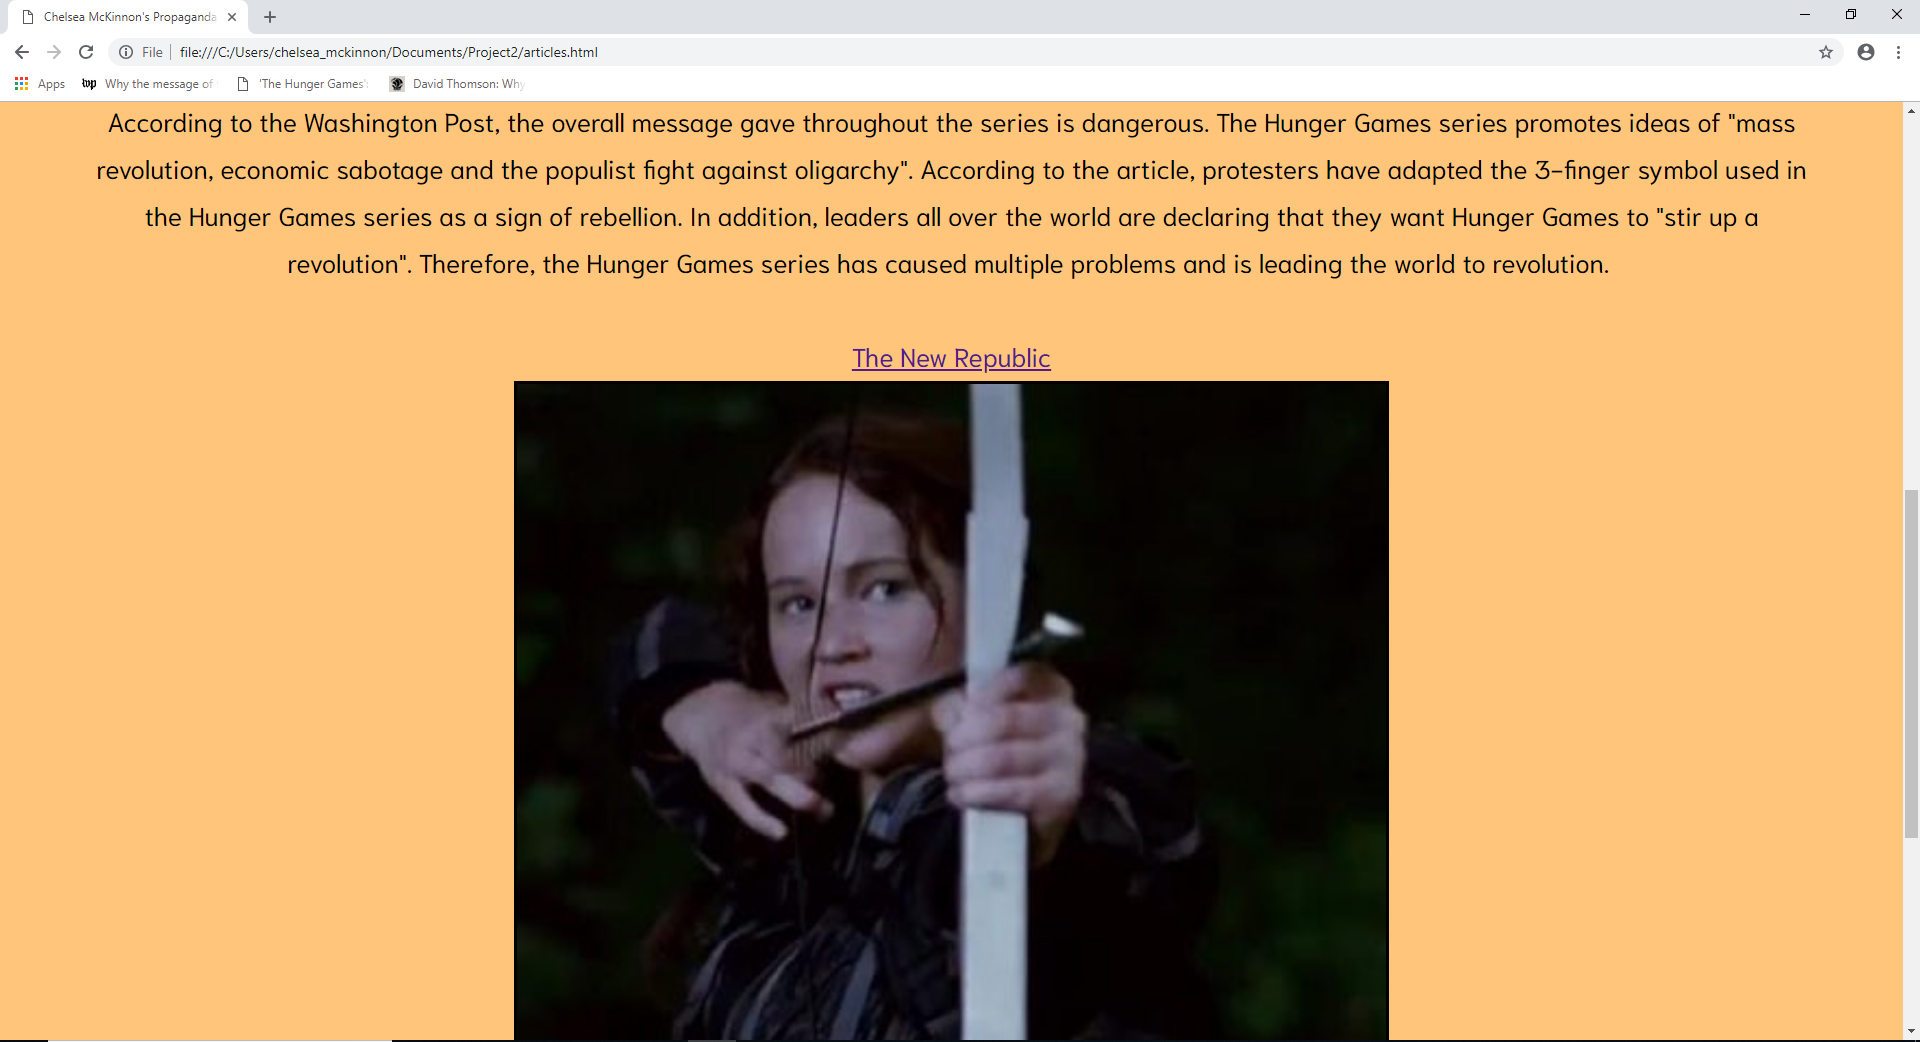 Chelsea McKinnon's Propaganda
File
file:///C:/Users/chelsea_mckinnon/Documents/Project2/articles.html
Apps
wp
Why the message of
'The Hunger Games':
David Thomson: Why
According to the Washington Post, the overall message gave throughout the series is dangerous. The Hunger Games series promotes ideas of "mass
revolution, economic sabotage and the populist fight against oligarchy". According to the article, protesters have adapted the 3-finger symbol used in
the Hunger Games series as a sign of rebellion. In addition, leaders all over the world are declaring that they want Hunger Games to "stir up a
revolution". Therefore, the Hunger Games series has caused multiple problems and is leading the world to revolution.
The New Republic